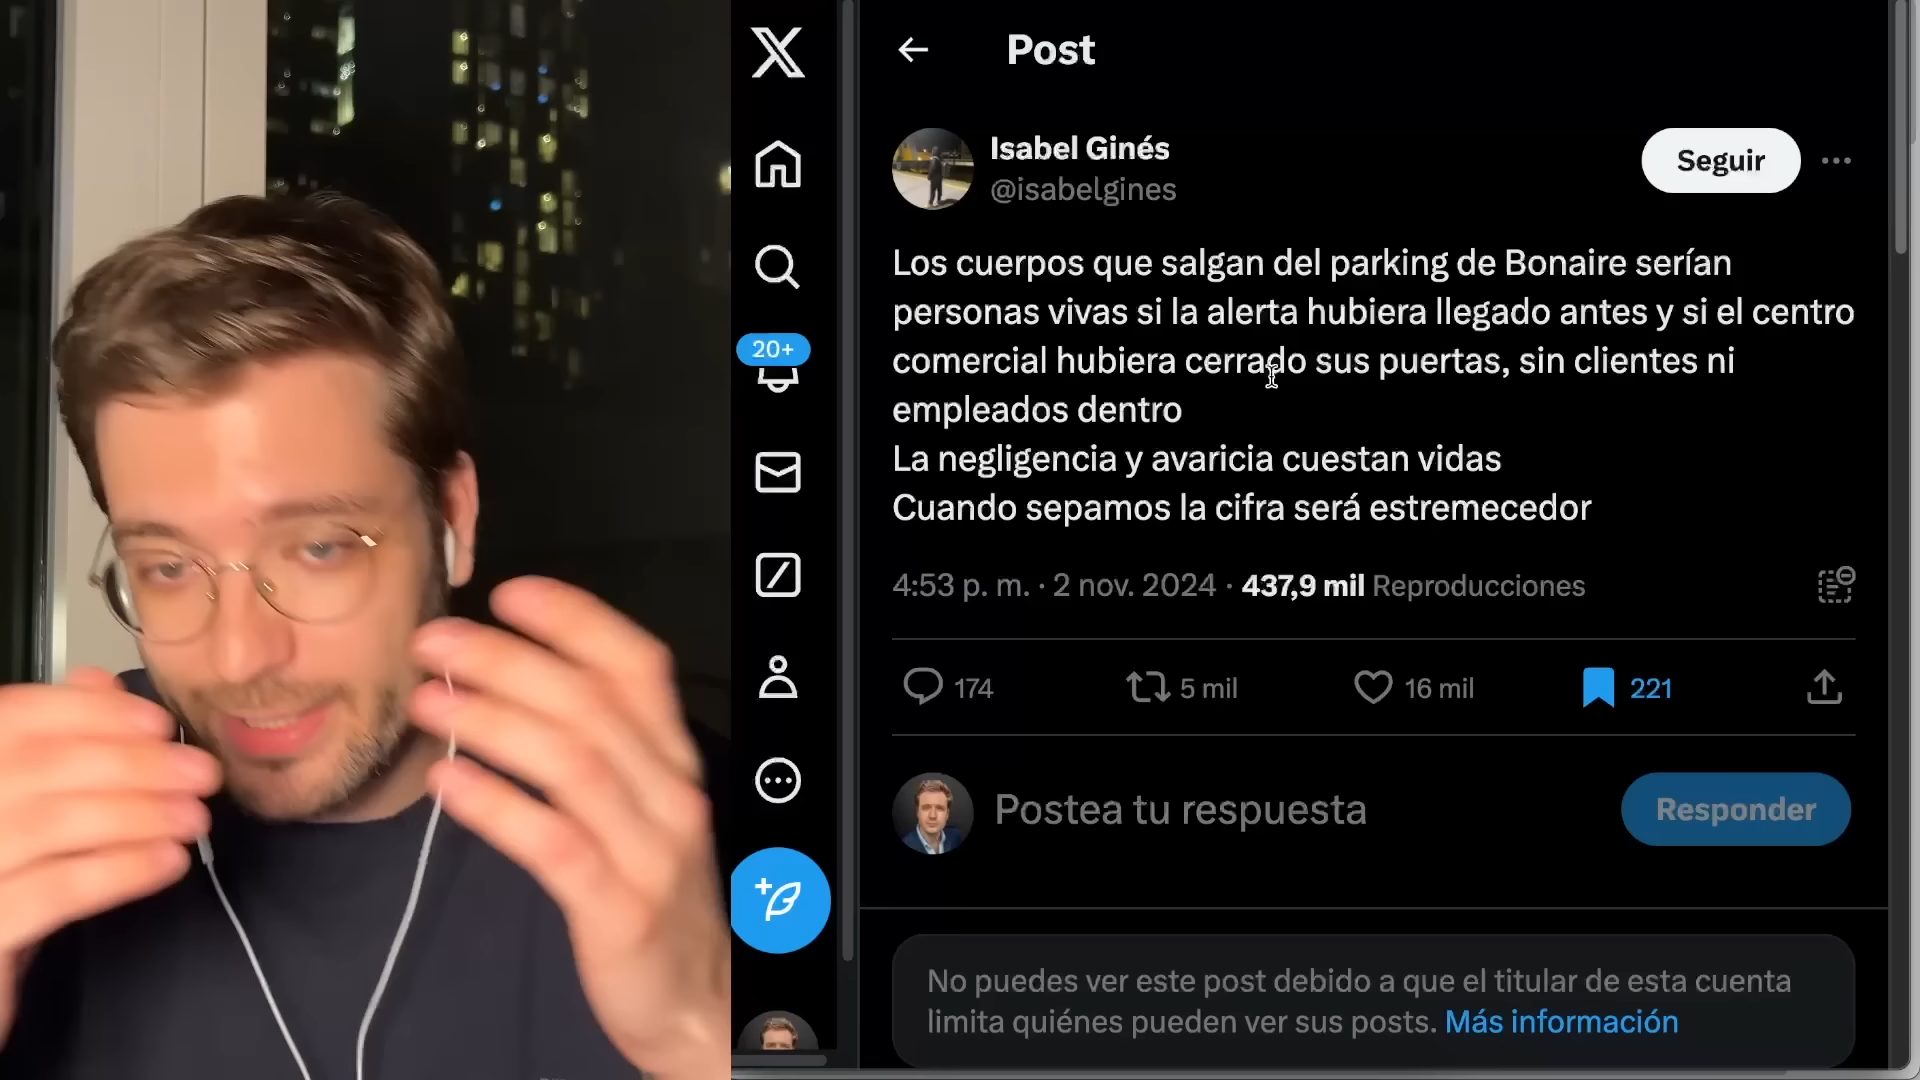 Post
Isabel Ginés
@isabelgines
Seguir
Los cuerpos que salgan del parking de Bonaire serían
personas vivas si la alerta hubiera llegado antes y si el centro
comercial hubiera cerrado sus puertas, sin clientes ni
empleados dentro
La negligencia y avaricia cuestan vidas
Cuando sepamos la cifra será estremecedor
4:53 p. m. · 2 nov. 2024 · 437,9 mil Reproducciones
174 5 mil 16 mil 221
Postea tu respuesta
Responder
No puedes ver este post debido a que el titular de esta cuenta
limita quiénes pueden ver sus posts. Más información
20+